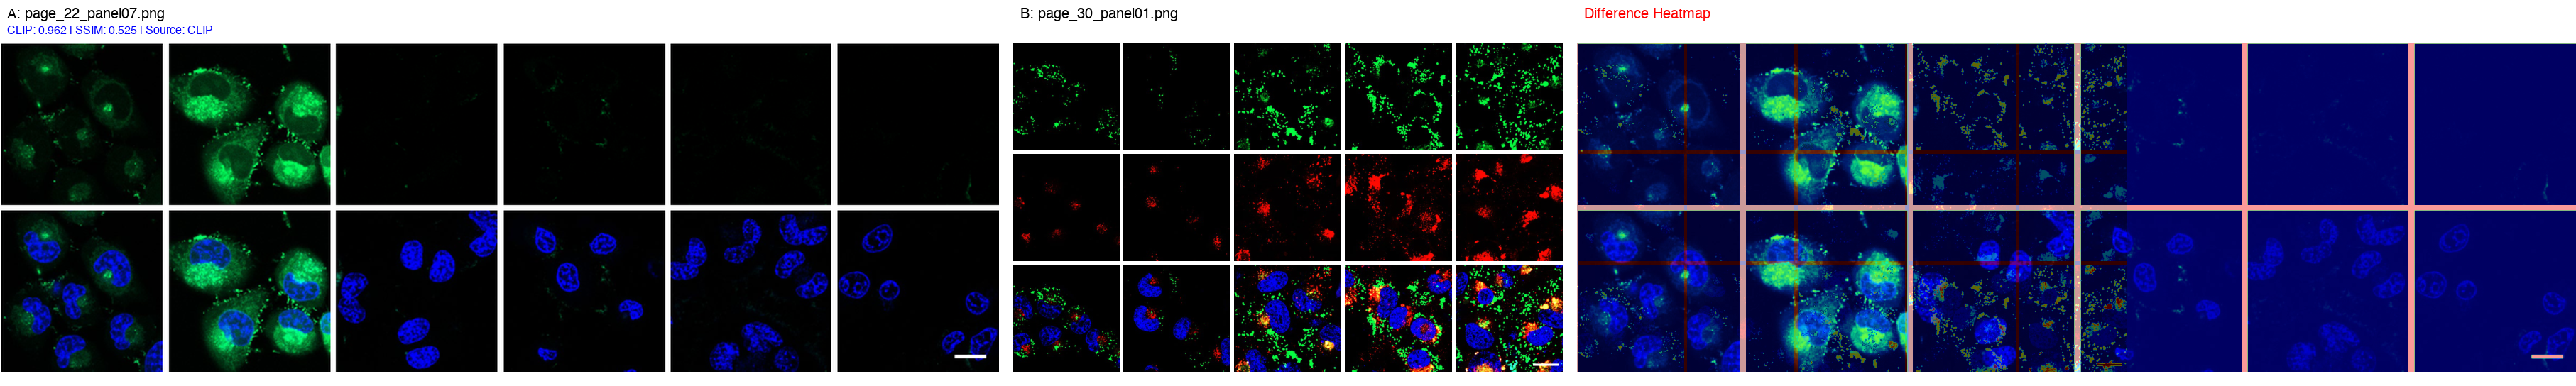 A: page_22_panel07.png
CLIP: 0.962 | SSIM: 0.525 | Source: CLIP
B: page_30_panel01.png
Difference Heatmap